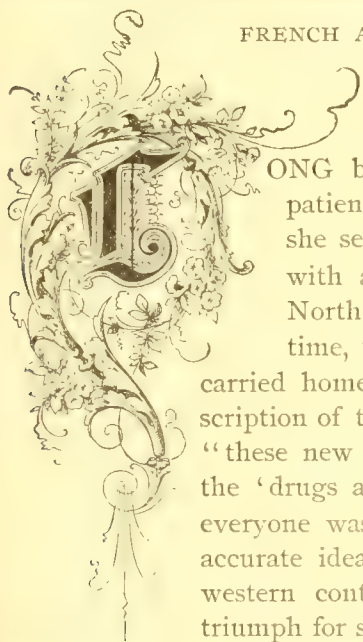 FRENCH A
LONG b
patien
she se
with a
North
time,
carried home
scription of t
“these new
the ‘drugs a
everyone was
accurate idea
western cont
triumph for s